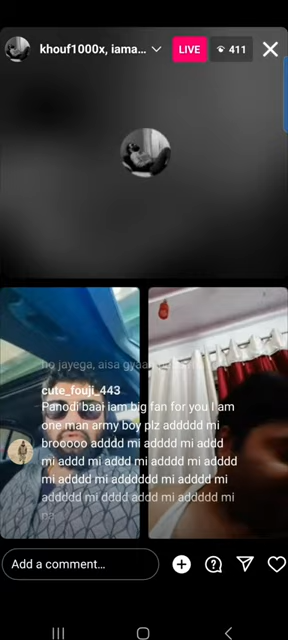 khouf1000x, iama...
LIVE
411
ho jayega, aisa gyaan
cute_fouji_443
Panodi baai iam big fan for you I am
one man army boy plz addddd mi
brooooo adddd mi adddd mi addd
mi addd mi addd mi adddd mi adddd
mi adddd mi adddddd mi adddd mi
addddd mi dddd addd mi addddd mi
Add a comment...